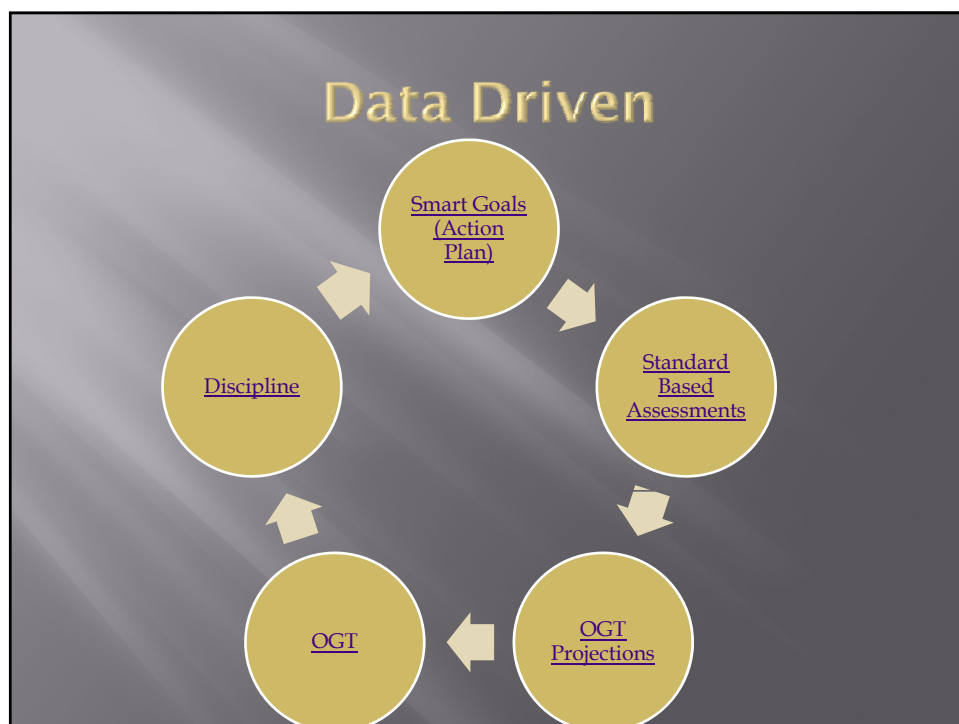 Data Driven
Smart Goals
(Action
Plan)
Standard
Based
Assessments
OGT
Projections
OGT
Discipline